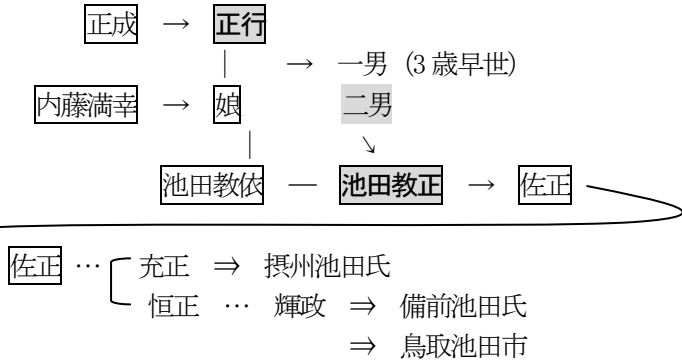 正成 → 正行
| → 一男 (3歳早世)
内藤満幸 → 娘 二男
| ↘
池田教依 ― 池田教正 → 佐正
佐正 … 充正 ⇒ 摂州池田氏
恒正 … 輝政 ⇒ 備前池田氏
⇒ 鳥取池田市